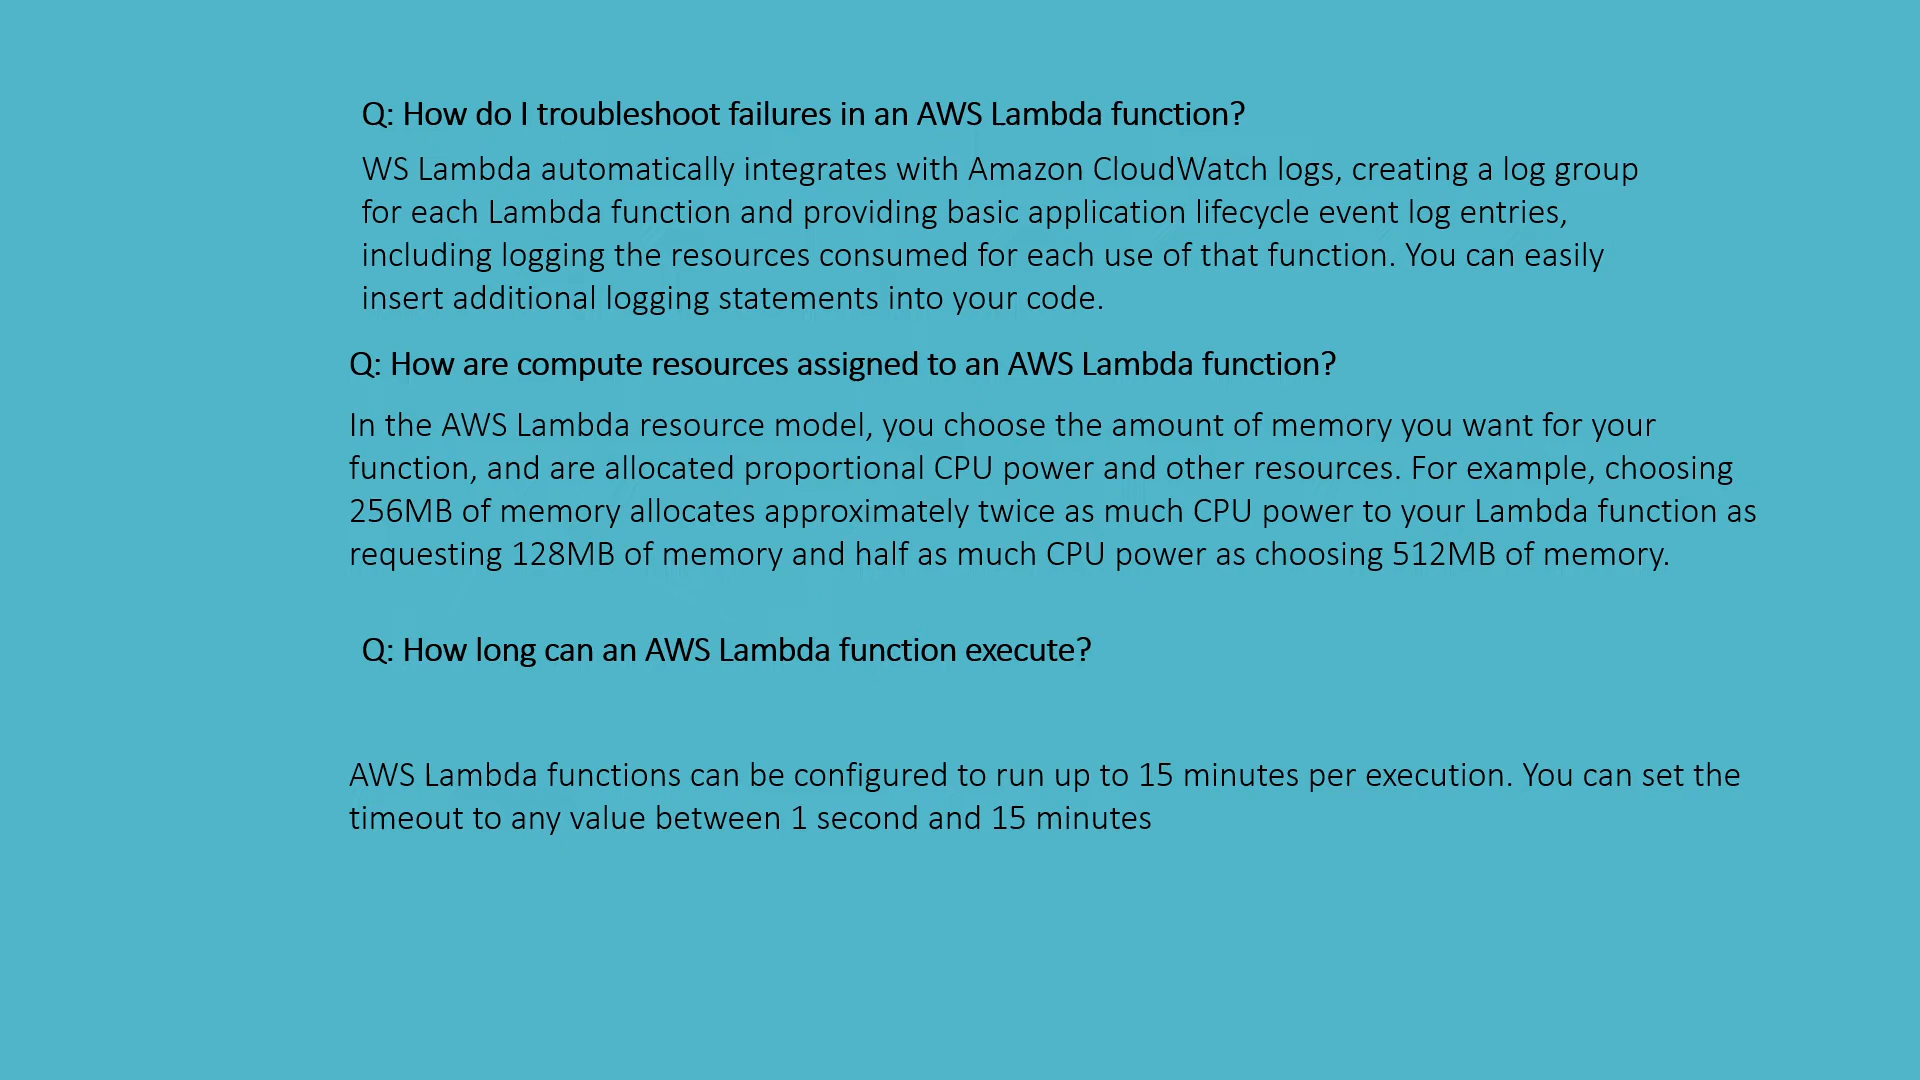 Q: How do I troubleshoot failures in an AWS Lambda function?
WS Lambda automatically integrates with Amazon CloudWatch logs, creating a log group
for each Lambda function and providing basic application lifecycle event log entries,
including logging the resources consumed for each use of that function. You can easily
insert additional logging statements into your code.
Q: How are compute resources assigned to an AWS Lambda function?
In the AWS Lambda resource model, you choose the amount of memory you want for your
function, and are allocated proportional CPU power and other resources. For example, choosing
256MB of memory allocates approximately twice as much CPU power to your Lambda function as
requesting 128MB of memory and half as much CPU power as choosing 512MB of memory.
Q: How long can an AWS Lambda function execute?
AWS Lambda functions can be configured to run up to 15 minutes per execution. You can set the
timeout to any value between 1 second and 15 minutes